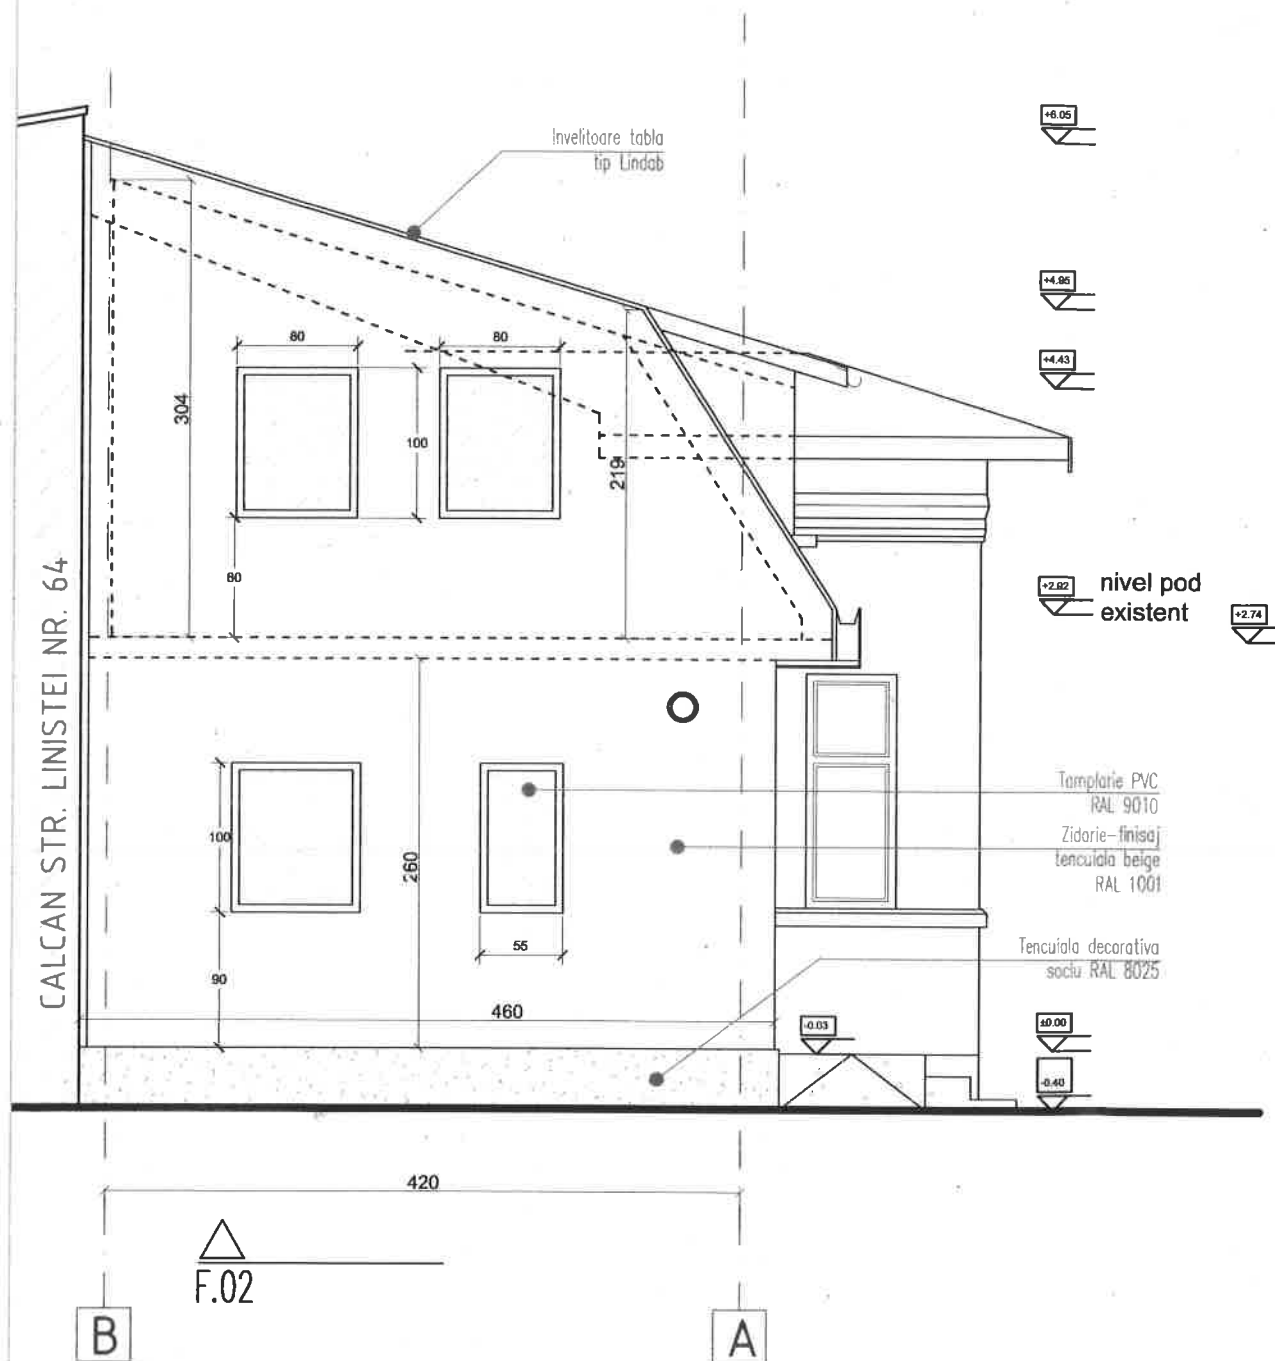 +6.05
Invelitoare tabla
tip Lindab
+4.95
80
80
+4.43
304
100
219
80
+2.82
nivel pod
existent
+2.74
CALCAN STR. LINISTEI NR. 64
Tamplarie PVC
RAL 9010
100
260
Zidarie-finisaj
tencuiala beige
RAL 1001
55
90
Tencuiala decorativa
soclu RAL 8025
460
-0.03
±0.00
-0.40
420
F.02
B
A